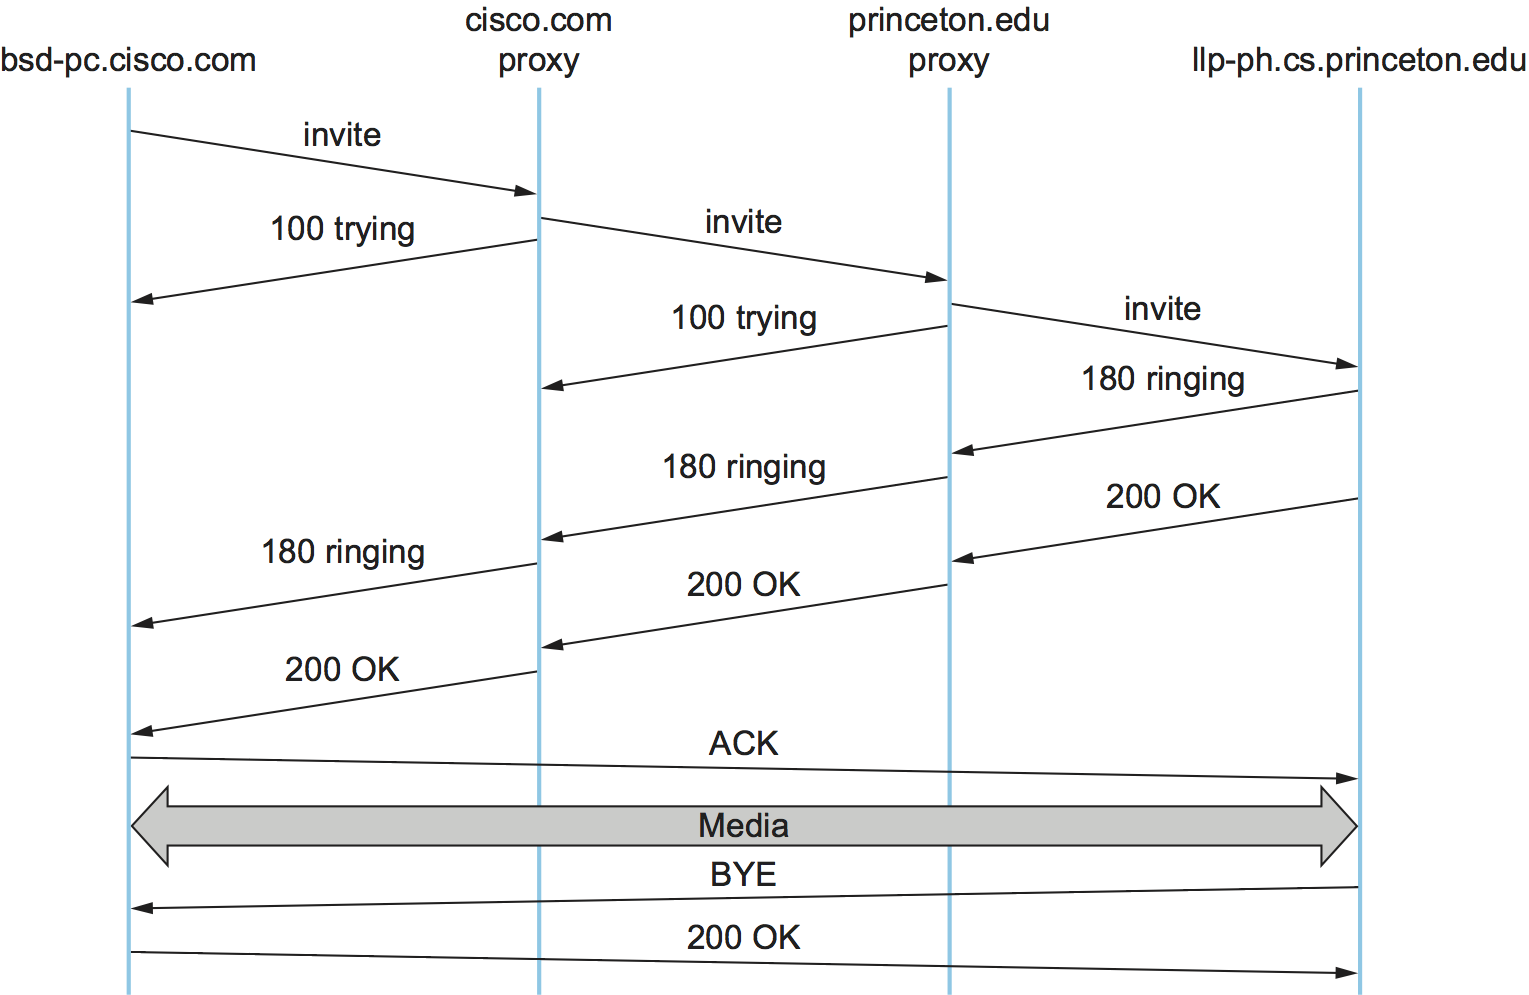 cisco.com
princeton.edu
bsd-pc.cisco.com
proxy
proxy
llp-ph.cs.princeton.edu
invite
100 trying
invite
100 trying
invite
180 ringing
180 ringing
200 OK
180 ringing
200 OK
200 OK
ACK
Media
BYE
200 OK